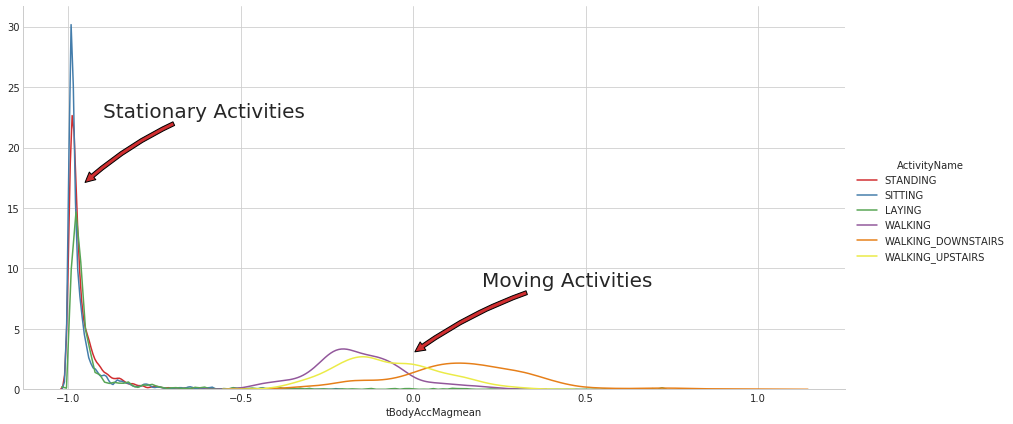 30
25
20
15
10
5
0
Stationary Activities
Moving Activities
−1.0
−0.5
0.0
0.5
1.0
tBodyAccMagmean
ActivityName
STANDING
SITTING
LAYING
WALKING
WALKING_DOWNSTAIRS
WALKING_UPSTAIRS